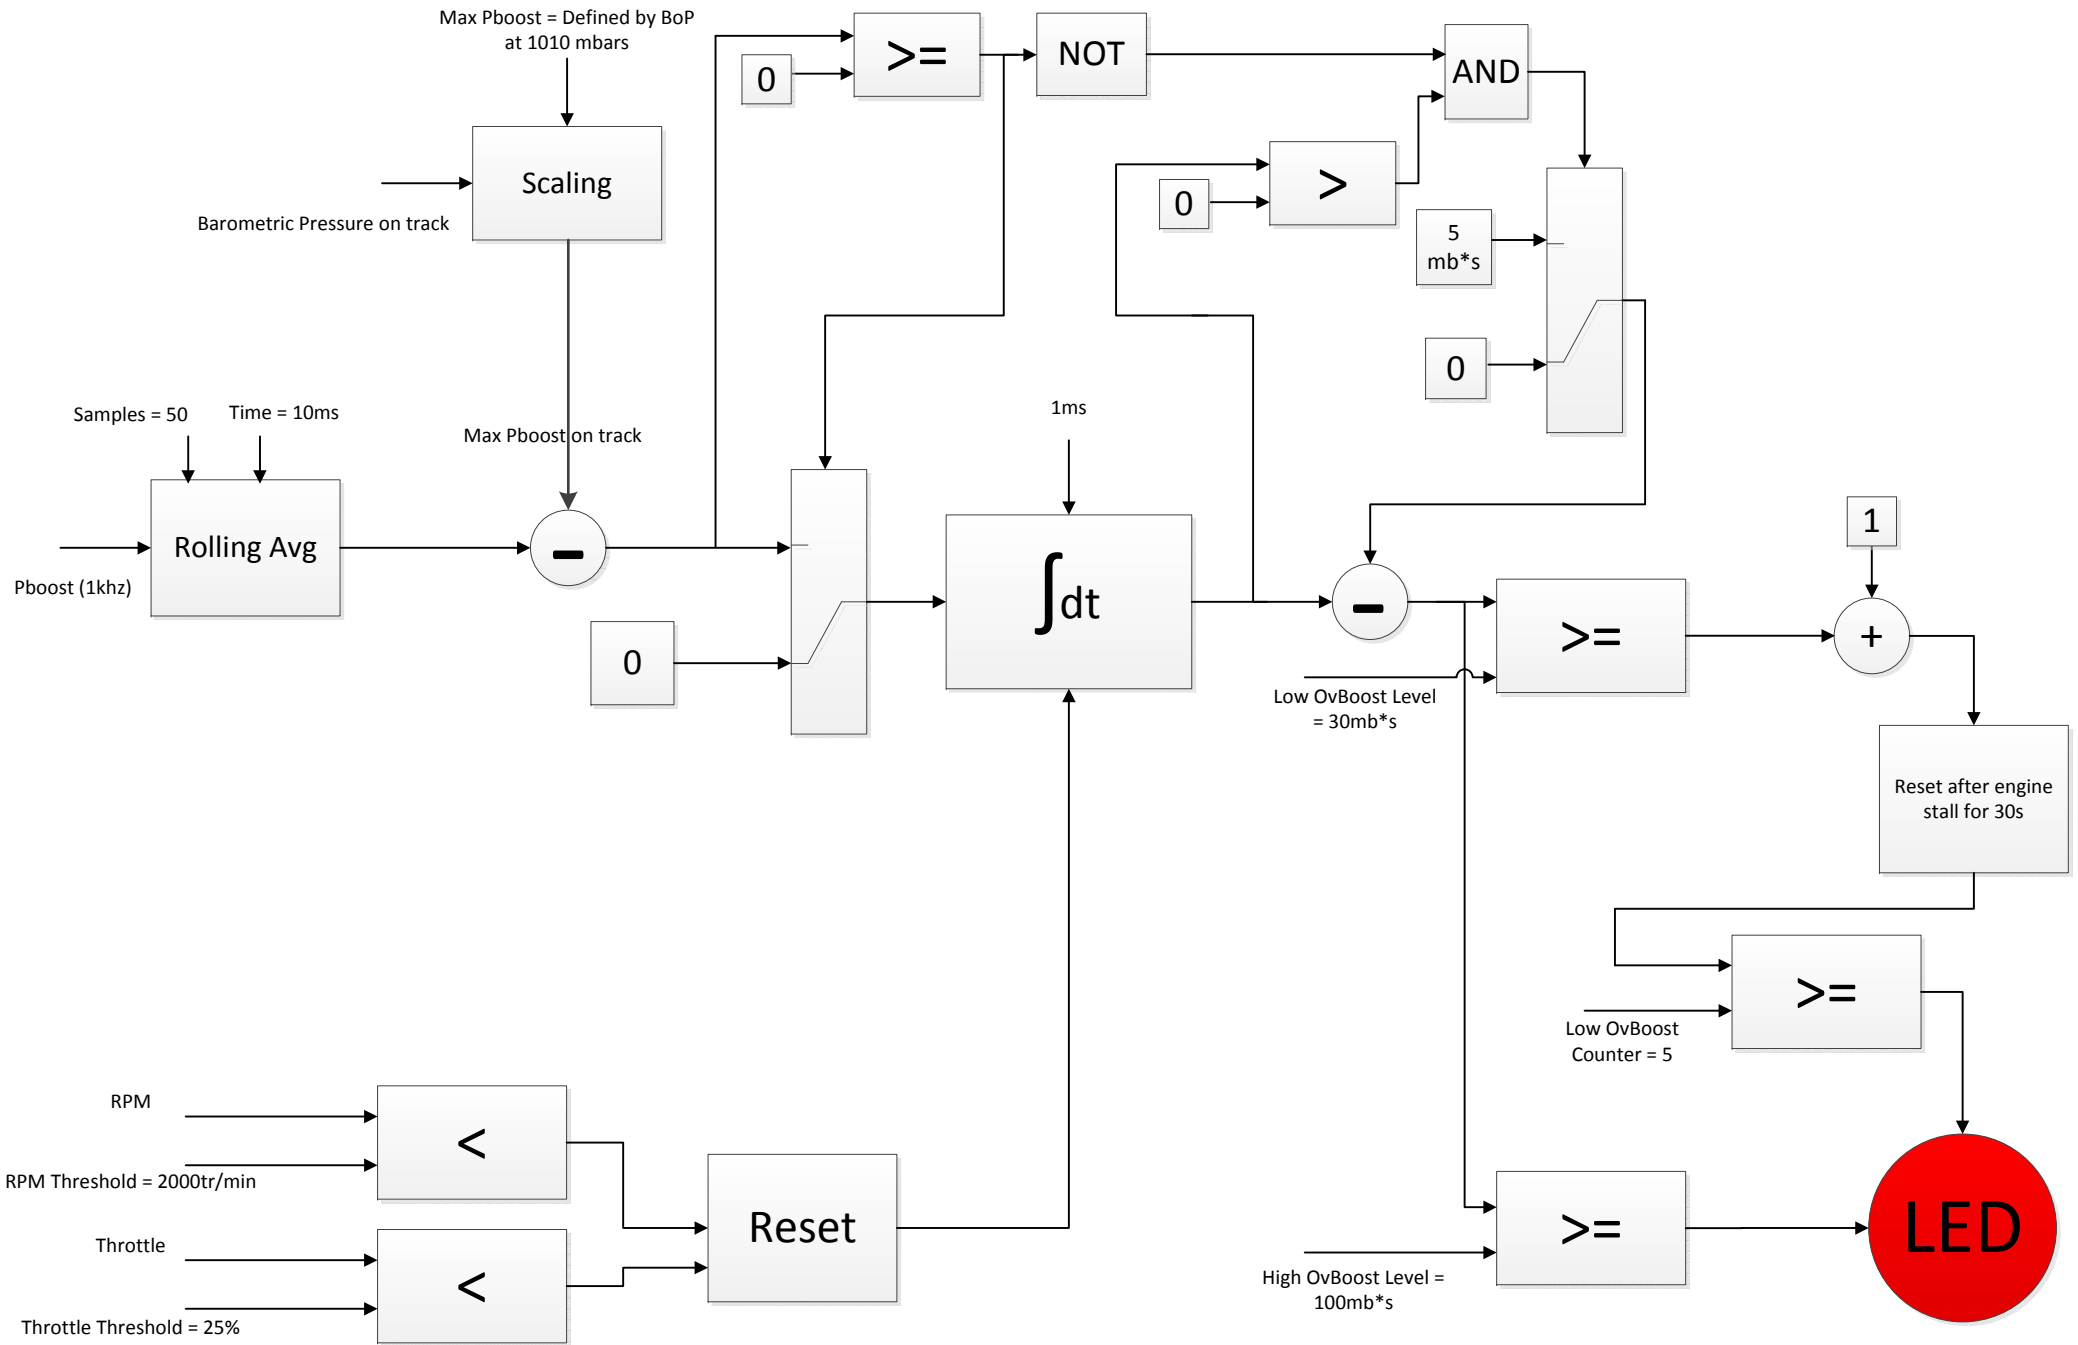 Max Pboost = Defined by BoP
at 1010 mbars
>=
NOT
AND
0
Scaling
>
0
Barometric Pressure on track
5
mb*s
0
Samples = 50
Time = 10ms
Max Pboost on track
1ms
Rolling Avg
-
Pboost (1khz)
∫dt
1
0
-
>=
+
Low OvBoost Level
= 30mb*s
Reset after engine
stall for 30s
>=
Low OvBoost
Counter = 5
RPM
<
RPM Threshold = 2000tr/min
Reset
>=
LED
Throttle
<
High OvBoost Level =
100mb*s
Throttle Threshold = 25%